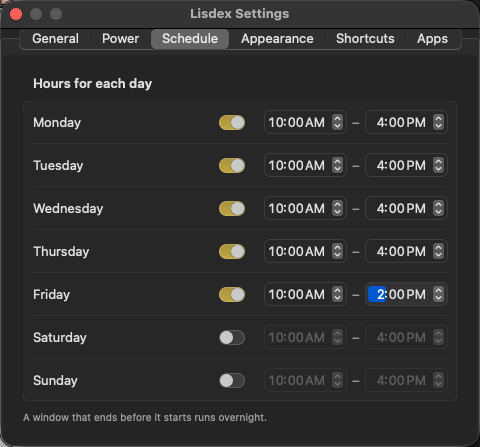 Lisdex Settings
General Power Schedule Appearance Shortcuts Apps
Hours for each day
Monday 10:00 AM – 4:00 PM
Tuesday 10:00 AM – 4:00 PM
Wednesday 10:00 AM – 4:00 PM
Thursday 10:00 AM – 4:00 PM
Friday 10:00 AM – 2:00 PM
Saturday 10:00 AM – 4:00 PM
Sunday 10:00 AM – 4:00 PM
A window that ends before it starts runs overnight.